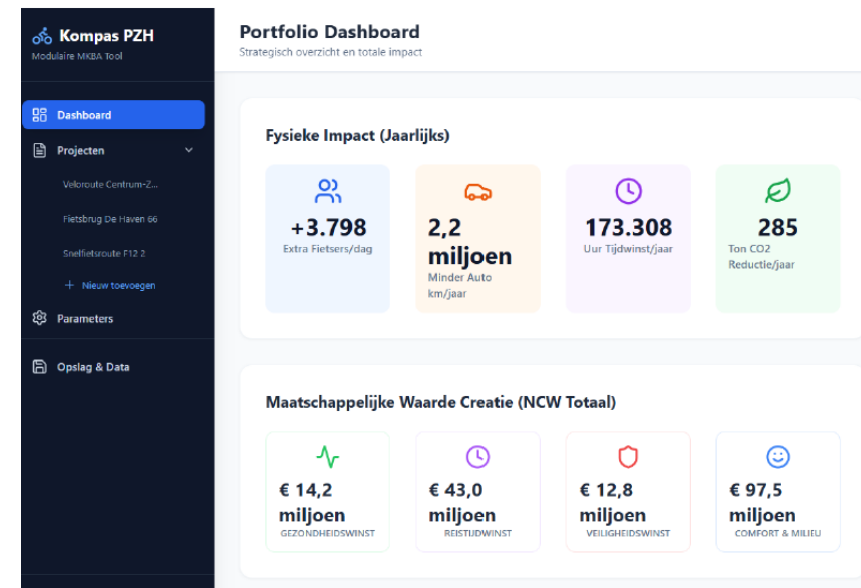 Kompas PZH
Modulaire MKBA Tool
Dashboard
Projecten
Veloroute Centrum-Z...
Fietsbrug De Haven 66
Snelfietsroute F12 2
+ Nieuw toevoegen
Parameters
Opslag & Data
Portfolio Dashboard
Strategisch overzicht en totale impact
Fysieke Impact (Jaarlijks)
+3.798
Extra Fietsers/dag
2,2
miljoen
Minder Auto
km/jaar
173.308
Uur Tijdwinst/jaar
285
Ton CO2
Reductie/jaar
Maatschappelijke Waarde Creatie (NCW Totaal)
€ 14,2
miljoen
GEZONDHEIDSWINST
€ 43,0
miljoen
REISTIJDWINST
€ 12,8
miljoen
VEILIGHEIDSWINST
€ 97,5
miljoen
COMFORT & MILIEU